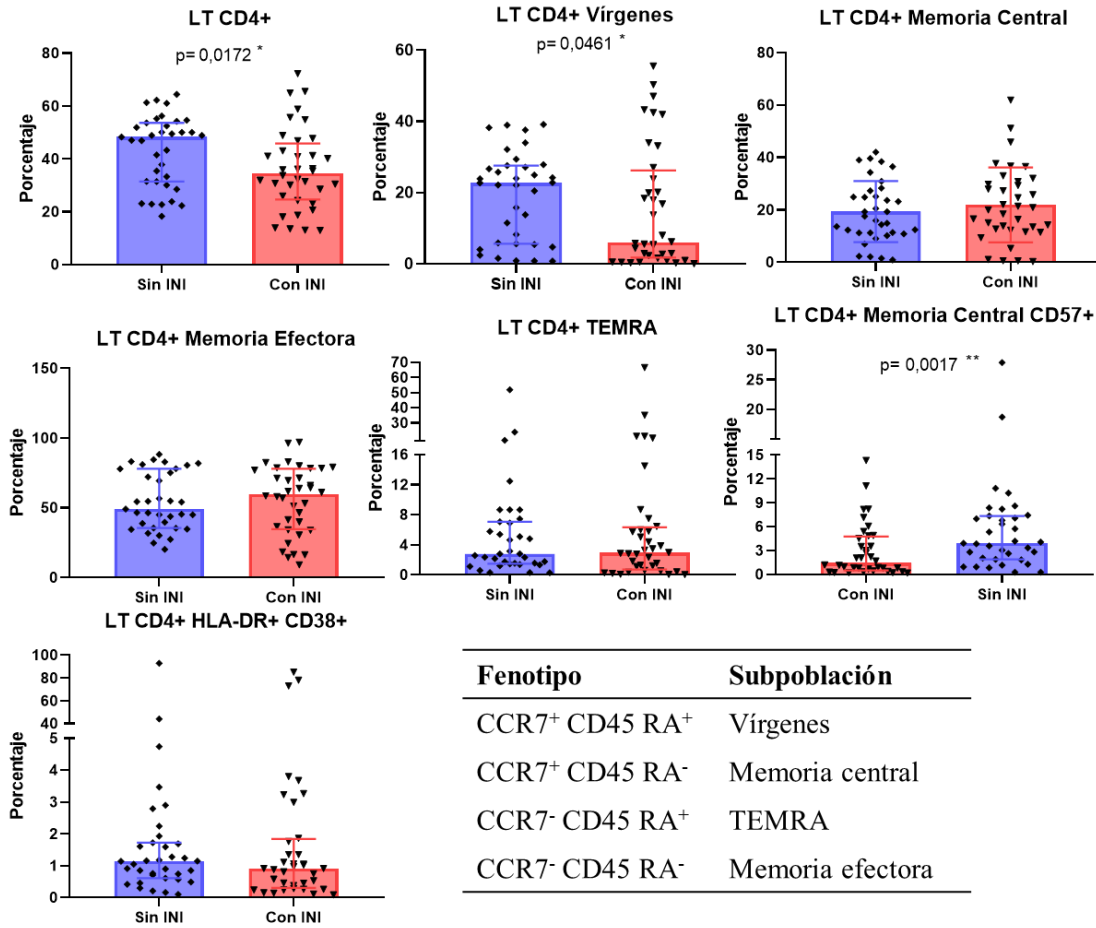 LT CD4+
p= 0,0172 *
Porcentaje
80
60
40
20
0
Sin INI
Con INI
LT CD4+ Vírgenes
p= 0,0461 *
Porcentaje
60
40
20
0
Sin INI
Con INI
LT CD4+ Memoria Central
Porcentaje
80
60
40
20
0
Sin INI
Con INI
LT CD4+ Memoria Efectora
Porcentaje
150
100
50
0
Sin INI
Con INI
LT CD4+ TEMRA
Porcentaje
70
60
50
40
30
16
12
8
4
0
Sin INI
Con INI
LT CD4+ Memoria Central CD57+
p= 0,0017 **
Porcentaje
30
25
20
15
15
12
9
6
3
0
Con INI
Sin INI
LT CD4+ HLA-DR+ CD38+
Porcentaje
100
80
60
40
5
4
3
2
1
0
Sin INI
Con INI
Fenotipo Subpoblación
CCR7⁺ CD45 RA⁺ Vírgenes
CCR7⁺ CD45 RA⁻ Memoria central
CCR7⁻ CD45 RA⁺ TEMRA
CCR7⁻ CD45 RA⁻ Memoria efectora